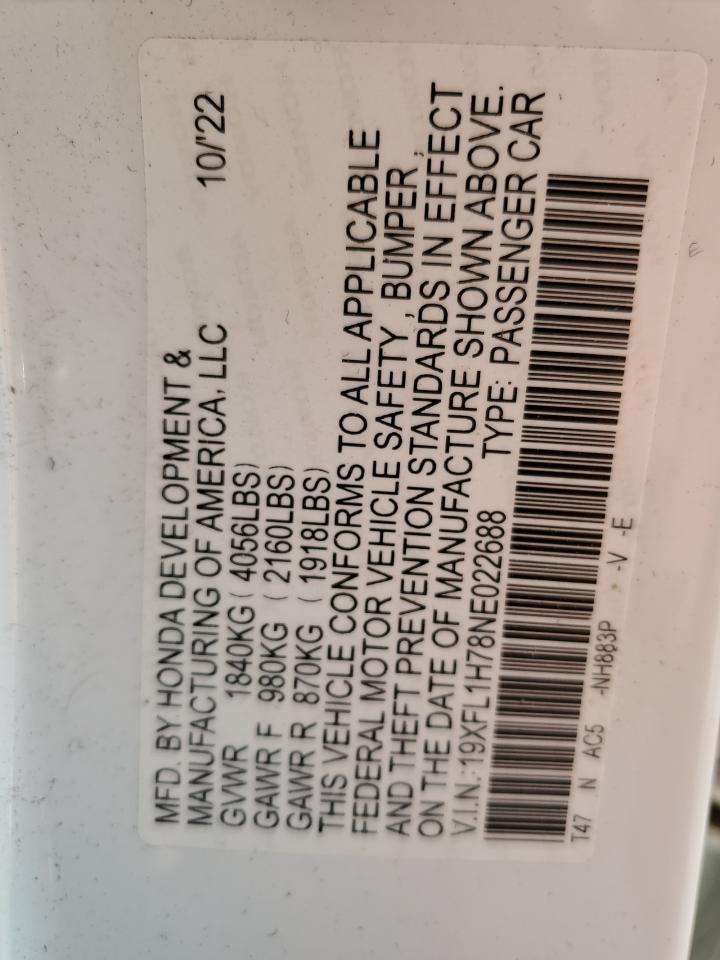 MFD. BY HONDA DEVELOPMENT &
MANUFACTURING OF AMERICA, LLC 10/'22
GVWR 1840KG ( 4056LBS)
GAWR F 980KG ( 2160LBS)
GAWR R 870KG ( 1918LBS)
THIS VEHICLE CONFORMS TO ALL APPLICABLE
FEDERAL MOTOR VEHICLE SAFETY , BUMPER ,
AND THEFT PREVENTION STANDARDS IN EFFECT
ON THE DATE OF MANUFACTURE SHOWN ABOVE.
V.I.N.:19XFL1H78NE022688 TYPE: PASSENGER CAR
T47 N AC5 -NH883P -V -E